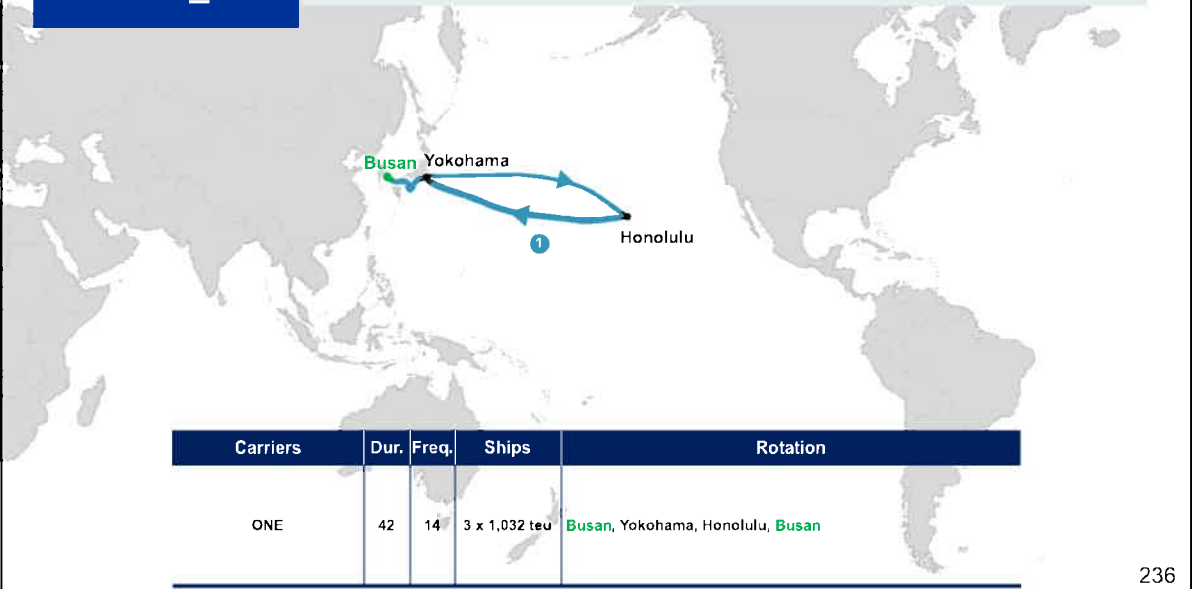 Busan Yokohama
Honolulu
1
Carriers Dur. Freq. Ships Rotation
ONE 42 14 3 x 1,032 teu Busan, Yokohama, Honolulu, Busan
236